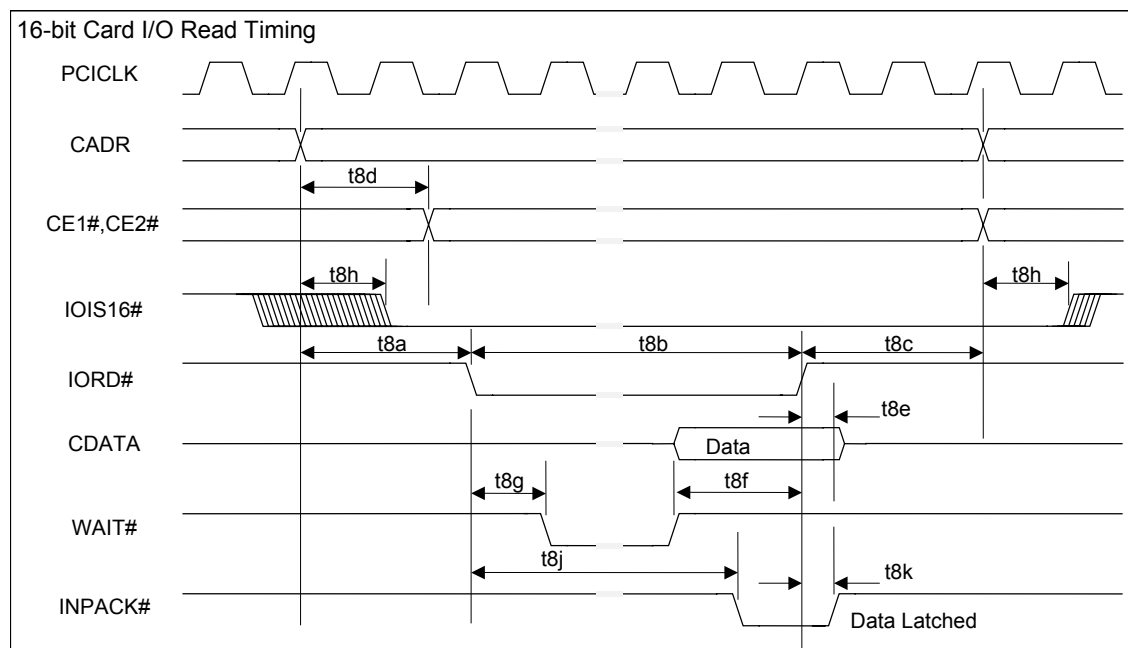 16-bit Card I/O Read Timing
PCICLK
CADR
t8d
CE1#,CE2#
t8h
t8h
IOIS16#
t8a
t8b
t8c
IORD#
t8e
CDATA
Data
t8g
t8f
WAIT#
t8j
t8k
INPACK#
Data Latched